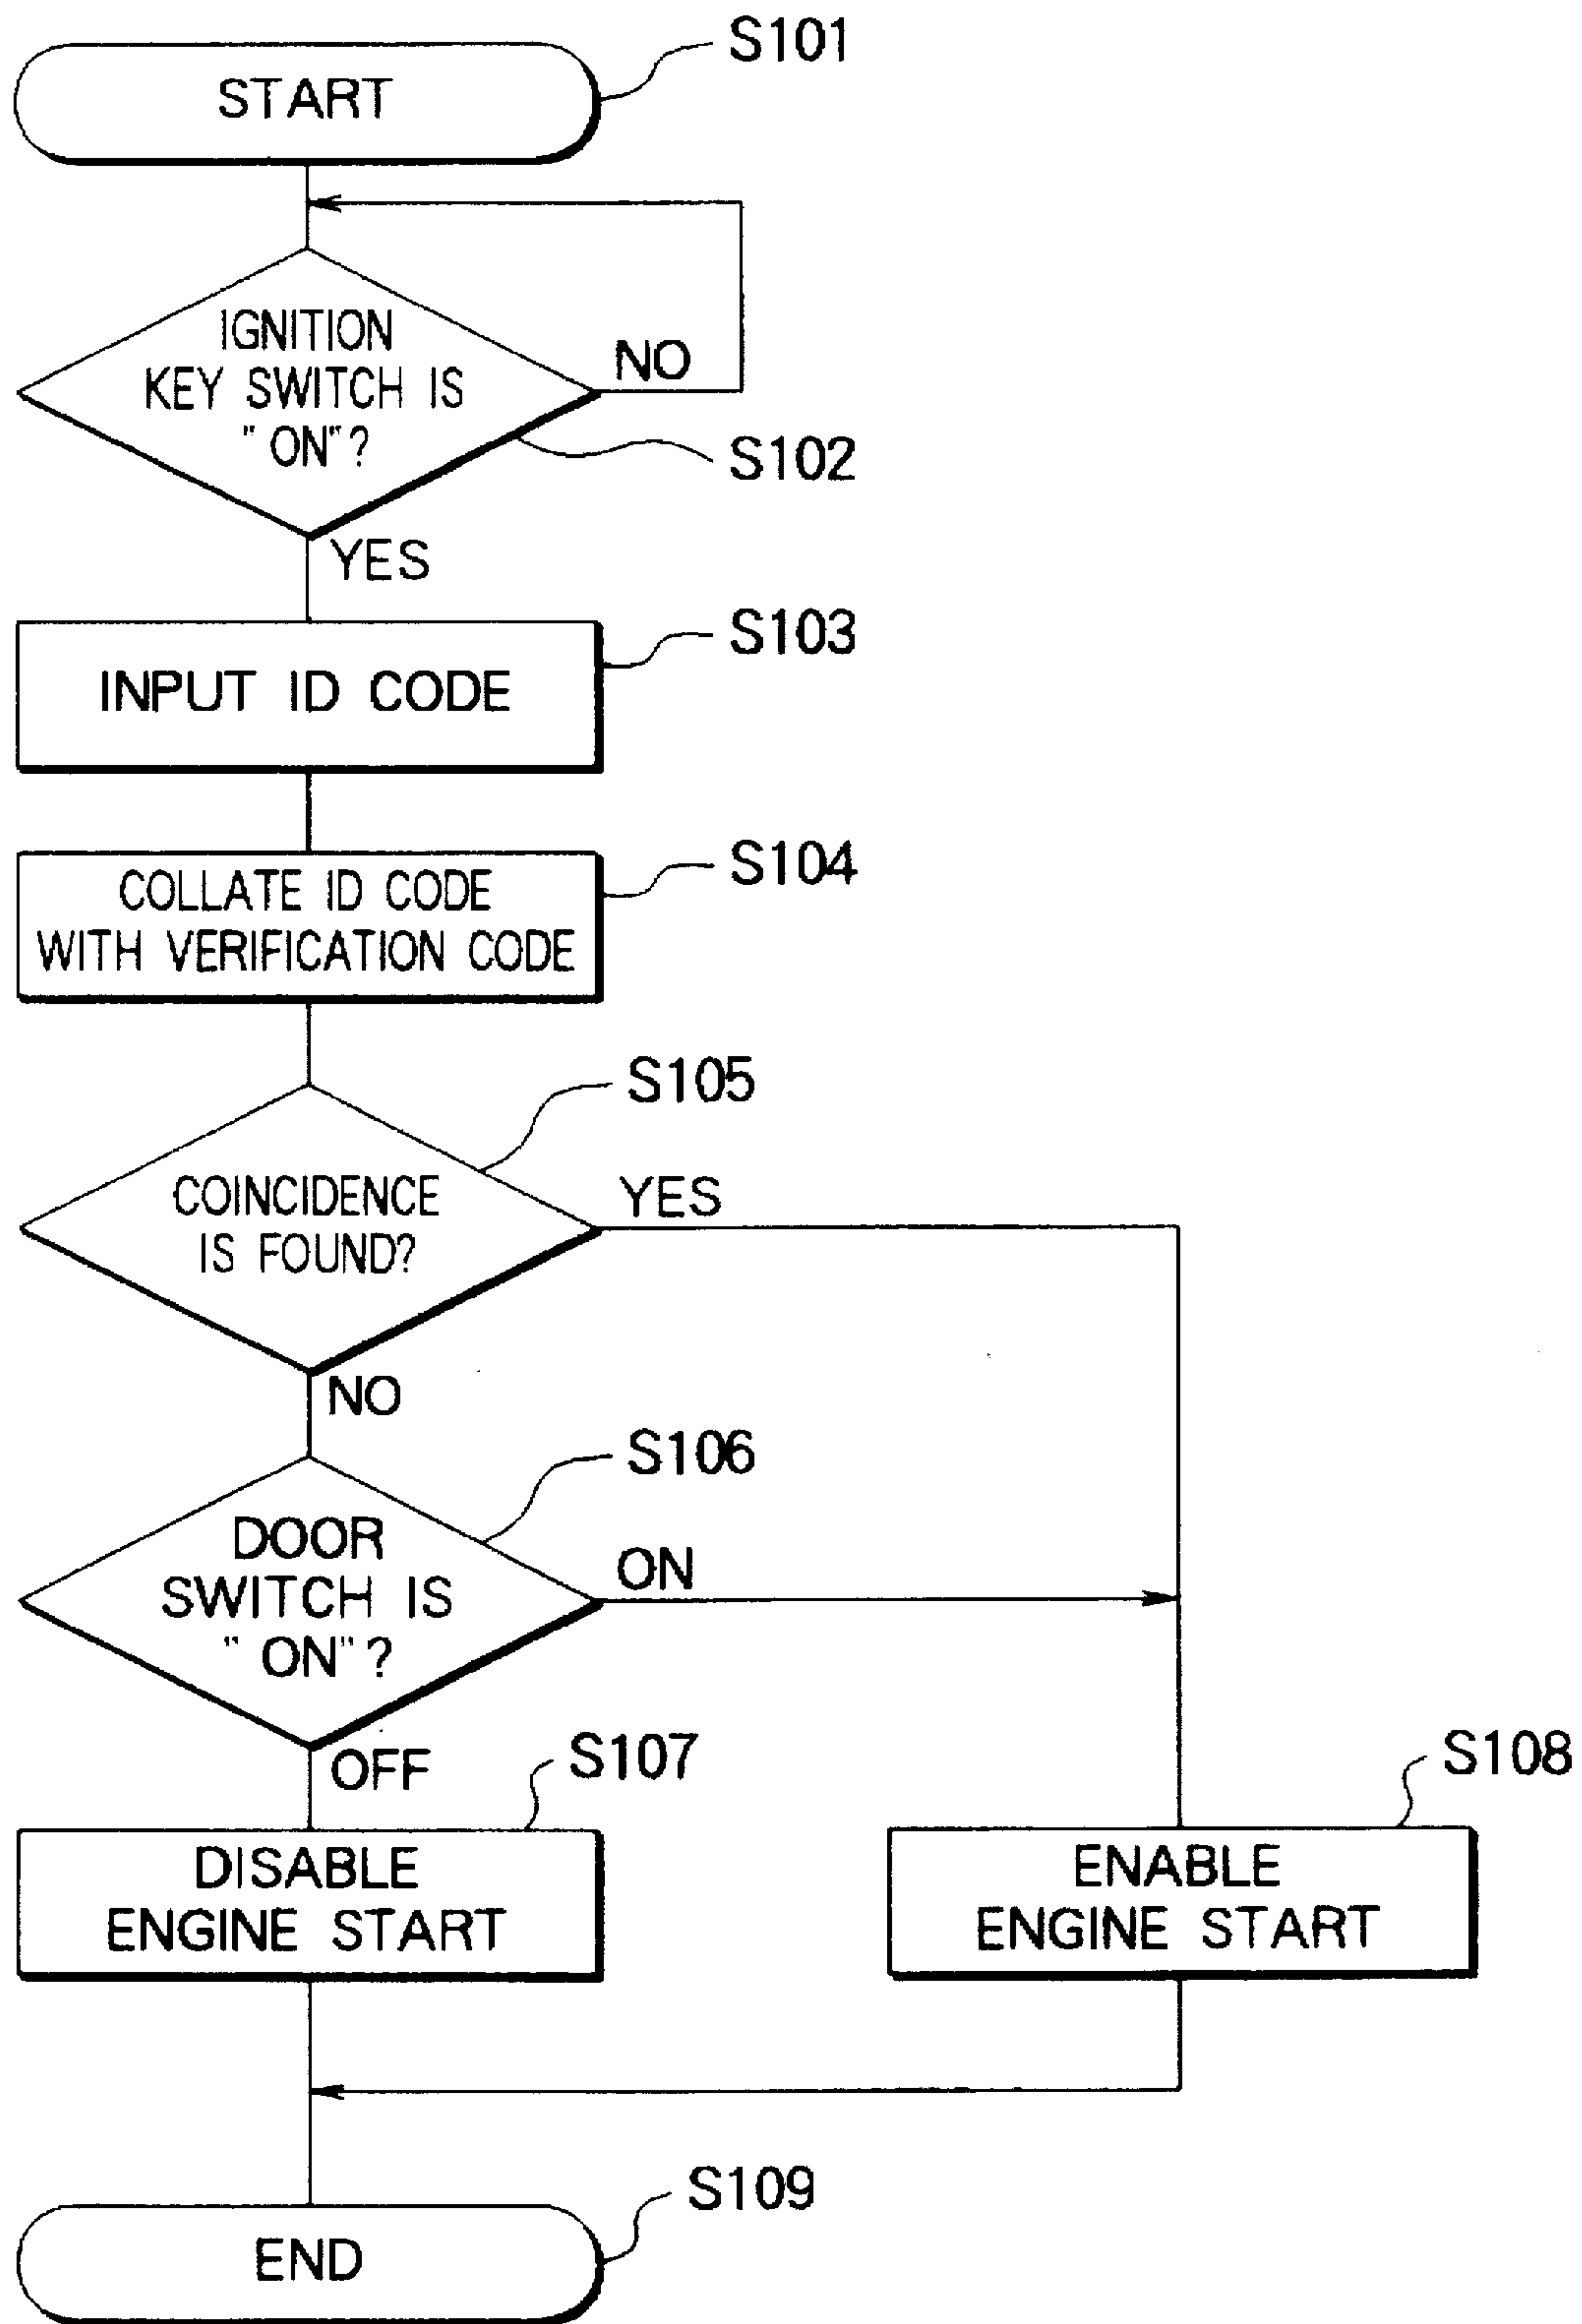 S101
START
IGNITION
KEY SWITCH IS
"ON"?
NO
S102
YES
S103
INPUT ID CODE
S104
COLLATE ID CODE
WITH VERIFICATION CODE
S105
COINCIDENCE
IS FOUND?
YES
NO
S106
DOOR
SWITCH IS
"ON"?
ON
OFF
S107
DISABLE
ENGINE START
S108
ENABLE
ENGINE START
S109
END